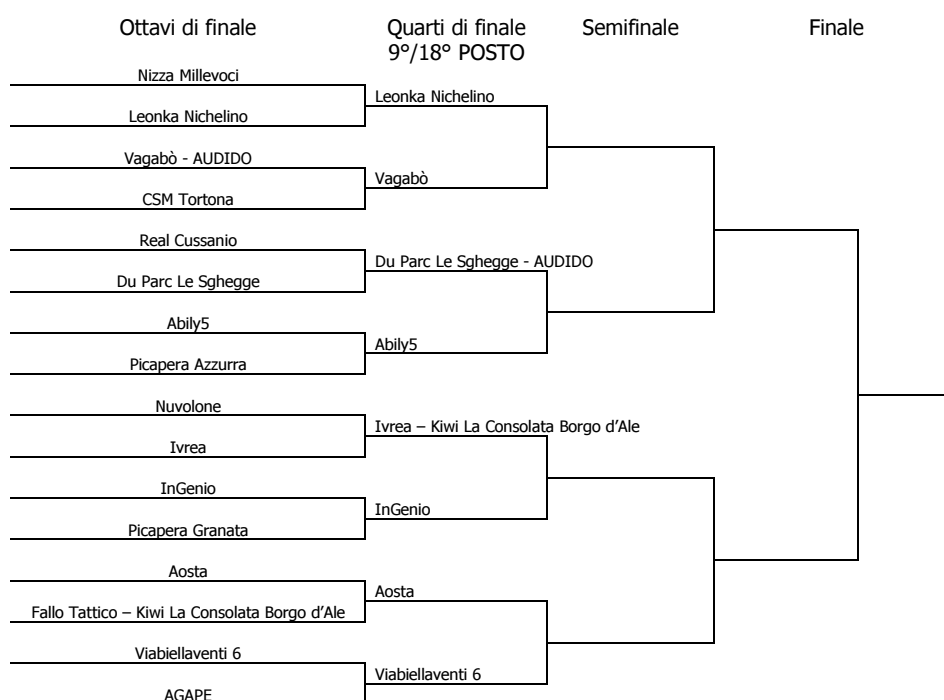 Ottavi di finale
Quarti di finale
9°/18° POSTO
Semifinale
Finale
Nizza Millevoci
Leonka Nichelino
Leonka Nichelino
Vagabò - AUDIDO
Vagabò
CSM Tortona
Real Cussanio
Du Parc Le Sghegge - AUDIDO
Du Parc Le Sghegge
Abily5
Abily5
Picapera Azzurra
Nuvolone
Ivrea – Kiwi La Consolata Borgo d'Ale
Ivrea
InGenio
InGenio
Picapera Granata
Aosta
Aosta
Fallo Tattico – Kiwi La Consolata Borgo d'Ale
Viabiellaventi 6
Viabiellaventi 6
AGAPE